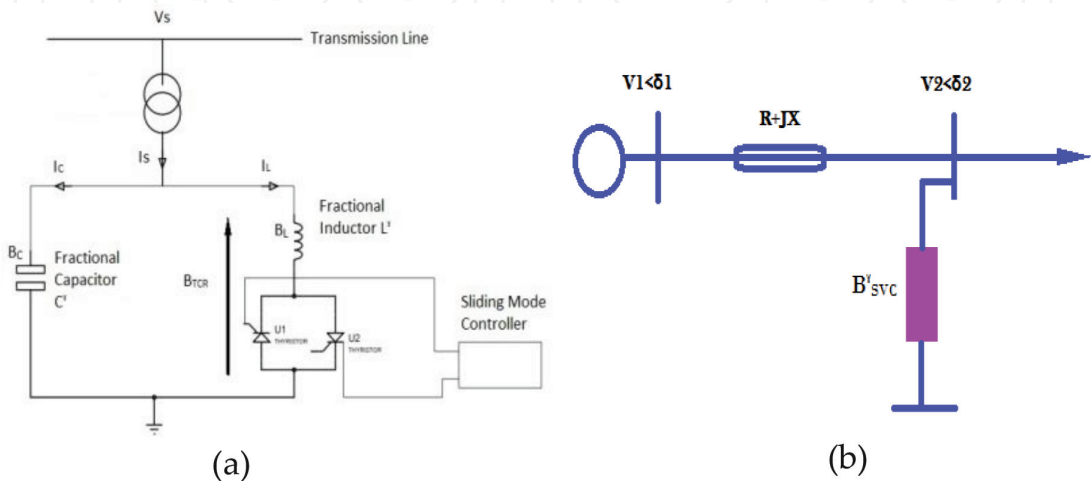 Vs
Transmission Line
Is
Ic
IL
Fractional
Inductor Lᵞ
BL
Bc
Fractional
Capacitor
Cᵞ
BTCR
U1
THYRISTOR
U2
THYRISTOR
Sliding Mode
Controller
(a)
V1<δ1
V2<δ2
R+JX
BᵞSVC
(b)